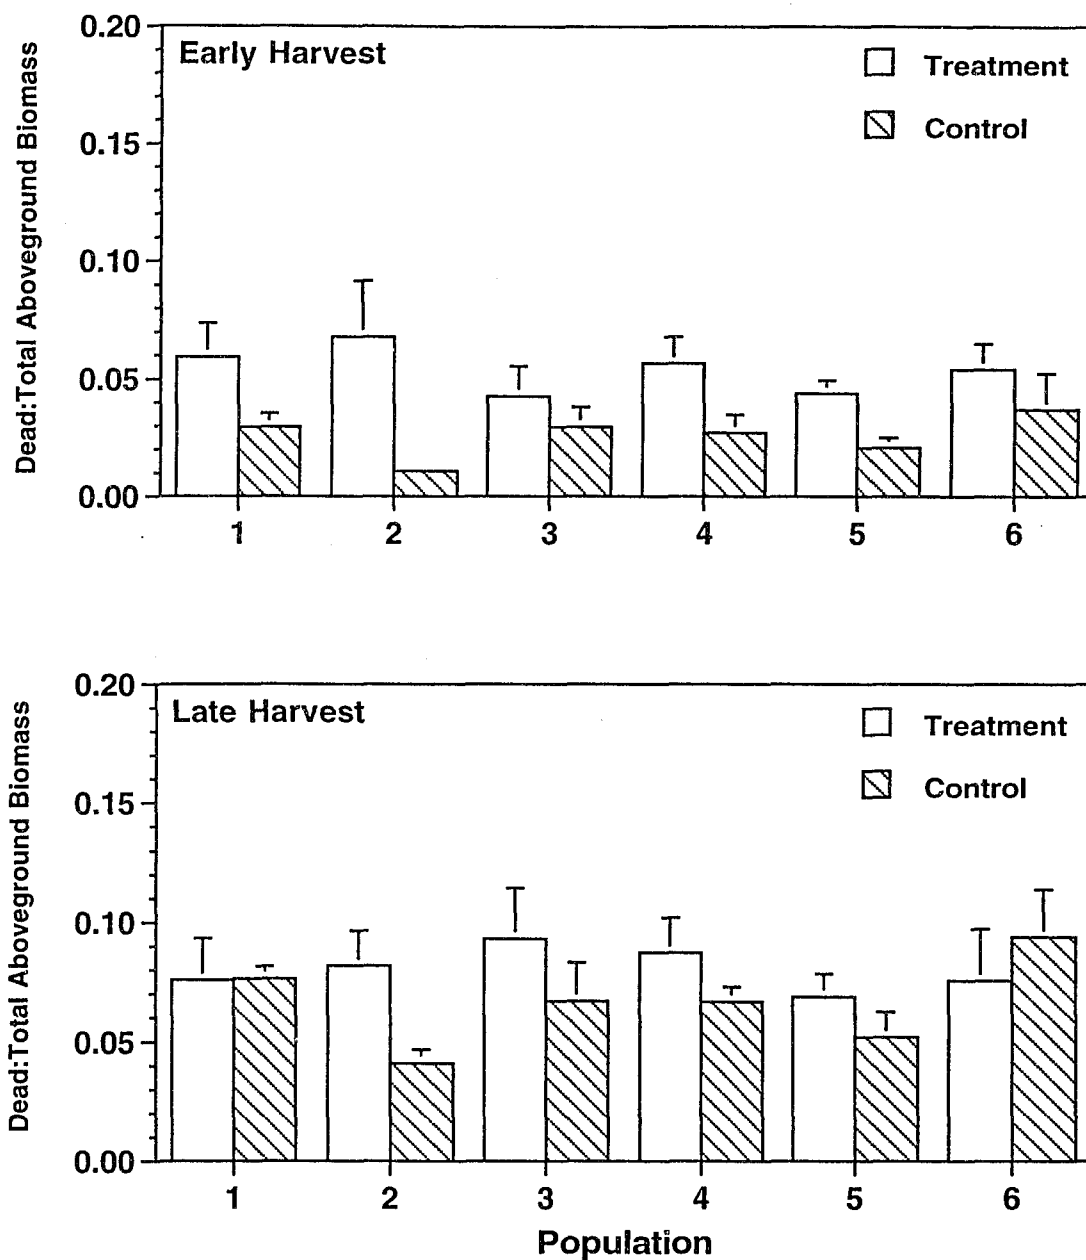 0.20
Early Harvest
Treatment
Control
0.15
0.10
0.05
0.00
1 2 3 4 5 6
Dead:Total Aboveground Biomass
0.20
Late Harvest
Treatment
Control
0.15
0.10
0.05
0.00
1 2 3 4 5 6
Dead:Total Aboveground Biomass
Population